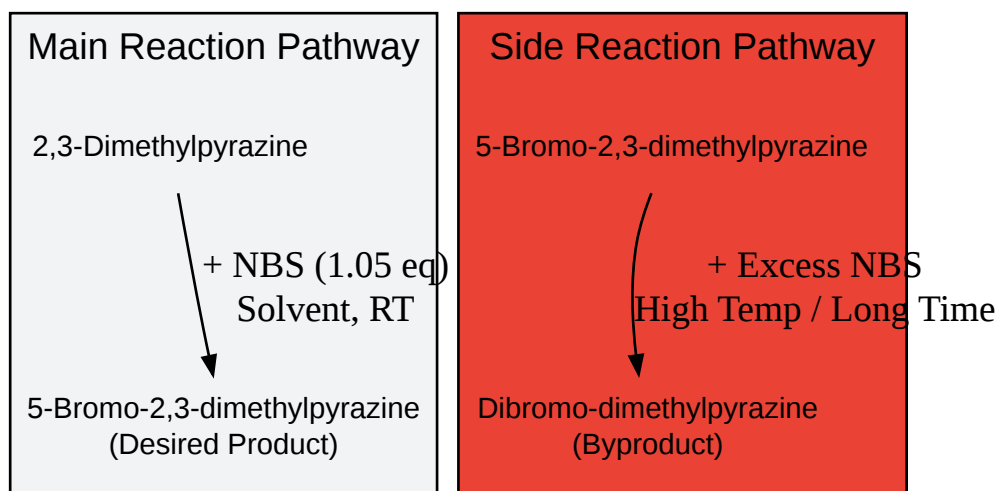 Main Reaction Pathway
2,3-Dimethylpyrazine
+ NBS (1.05 eq)
Solvent, RT
5-Bromo-2,3-dimethylpyrazine
(Desired Product)
Side Reaction Pathway
5-Bromo-2,3-dimethylpyrazine
+ Excess NBS
High Temp / Long Time
Dibromo-dimethylpyrazine
(Byproduct)